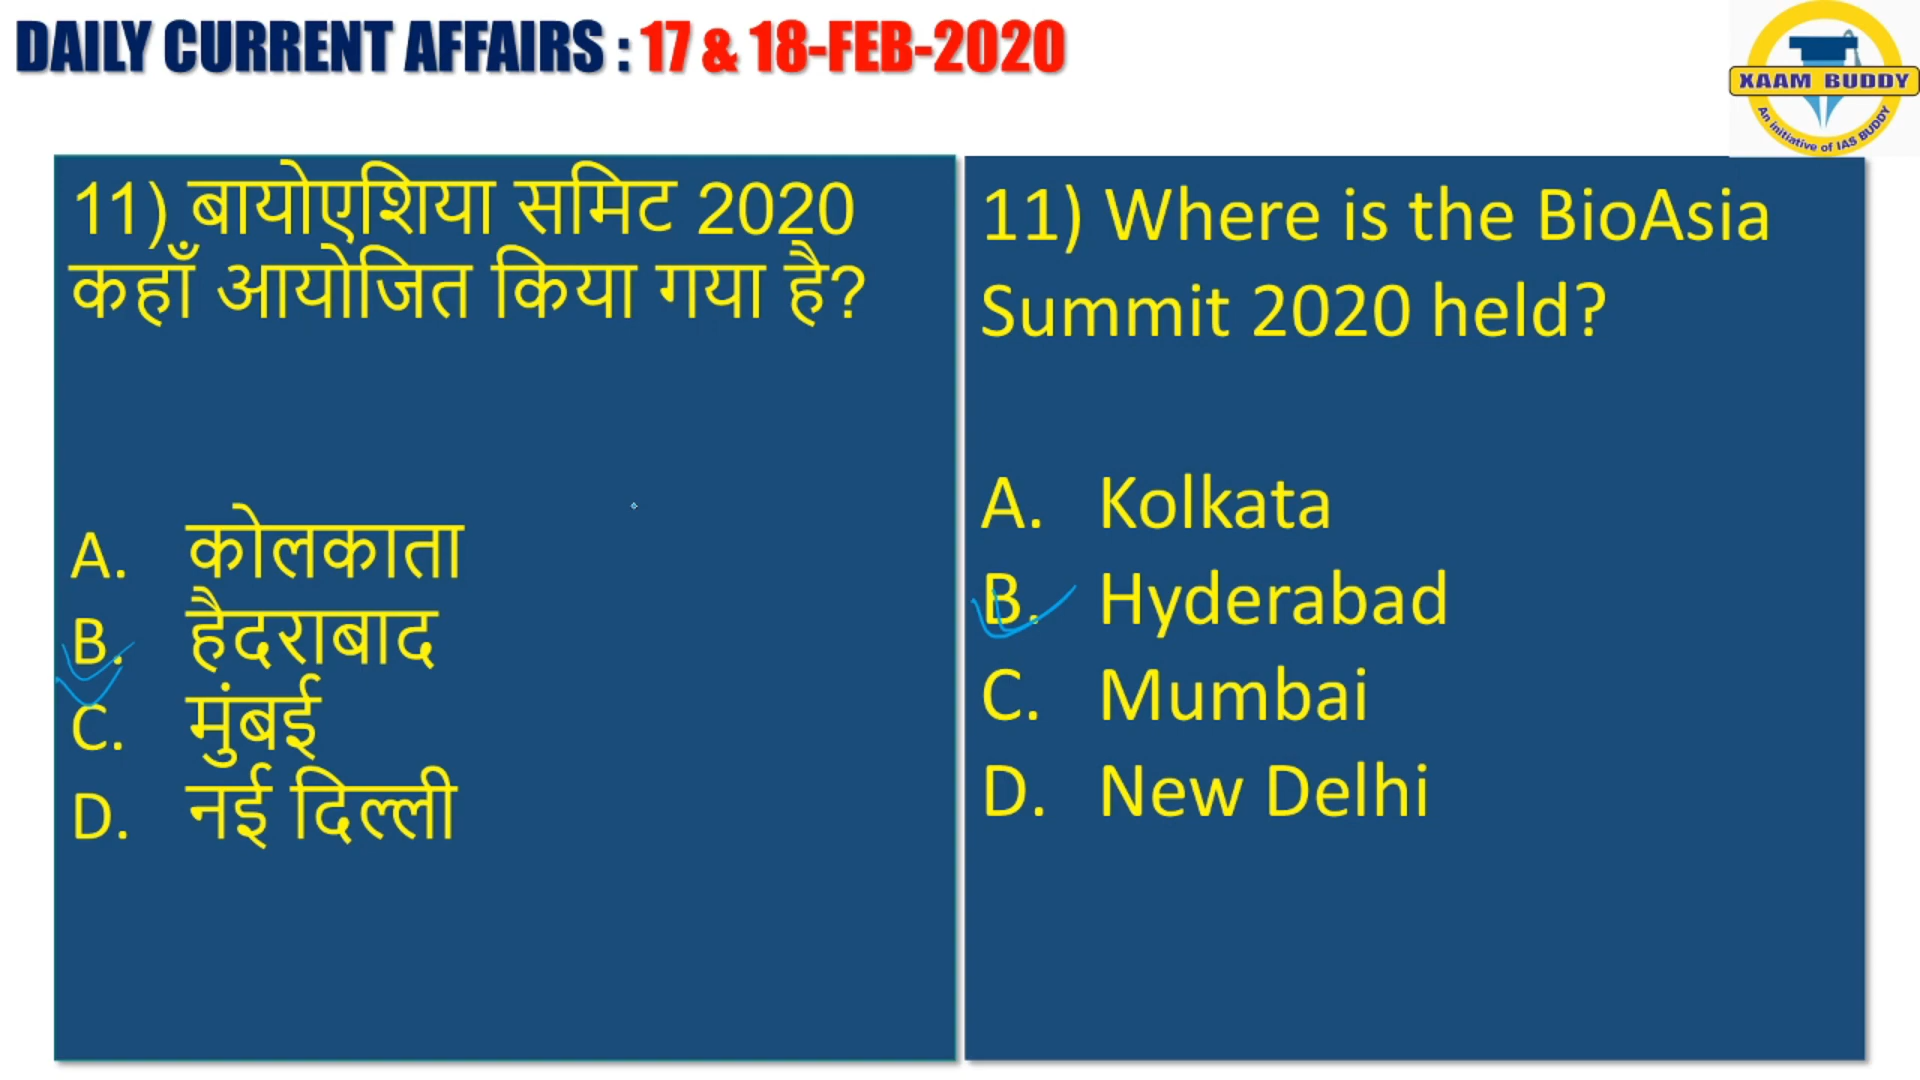 DAILY CURRENT AFFAIRS : 17 & 18-FEB-2020
XAAM BUDDY
An initiative of IAS BUDDY
11) बायोएशिया समिट 2020
कहाँ आयोजित किया गया है?
A. कोलकाता
B. हैदराबाद
C. मुंबई
D. नई दिल्ली
11) Where is the BioAsia
Summit 2020 held?
A. Kolkata
B. Hyderabad
C. Mumbai
D. New Delhi